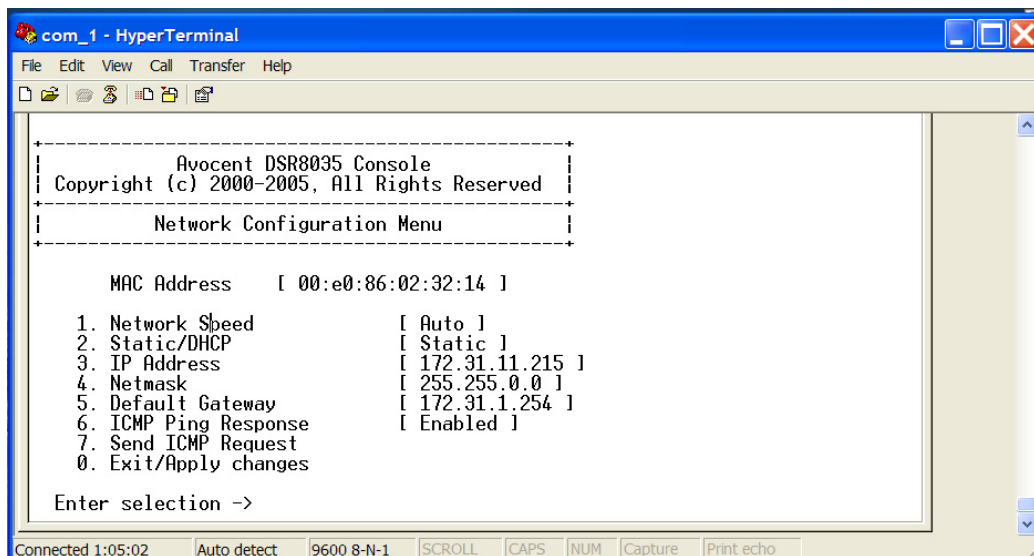 com_1 - HyperTerminal
File Edit View Call Transfer Help
Avocent DSR8035 Console
Copyright (c) 2000-2005, All Rights Reserved
Network Configuration Menu
MAC Address [ 00:e0:86:02:32:14 ]
1. Network Speed [ Auto ]
2. Static/DHCP [ Static ]
3. IP Address [ 172.31.11.215 ]
4. Netmask [ 255.255.0.0 ]
5. Default Gateway [ 172.31.1.254 ]
6. ICMP Ping Response [ Enabled ]
7. Send ICMP Request
0. Exit/Apply changes
Enter selection ->
Connected 1:05:02 Auto detect 9600 8-N-1 SCROLL CAPS NUM Capture Print echo